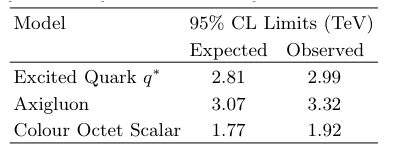 Model 95% CL Limits (TeV)
Expected Observed
Excited Quark q* 2.81 2.99
Axigluon 3.07 3.32
Colour Octet Scalar 1.77 1.92